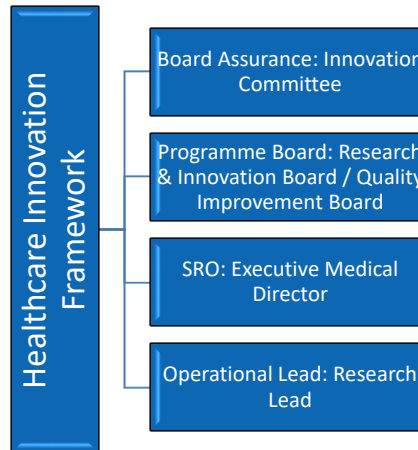 Healthcare Innovation
Framework
Board Assurance: Innovation
Committee
Programme Board: Research
& Innovation Board / Quality
Improvement Board
SRO: Executive Medical
Director
Operational Lead: Research
Lead